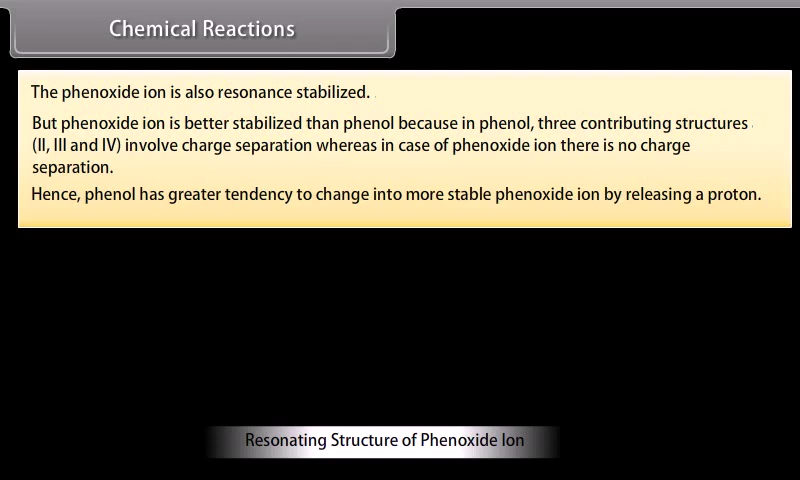 Chemical Reactions
The phenoxide ion is also resonance stabilized.
But phenoxide ion is better stabilized than phenol because in phenol, three contributing structures
(II, III and IV) involve charge separation whereas in case of phenoxide ion there is no charge
separation.
Hence, phenol has greater tendency to change into more stable phenoxide ion by releasing a proton.
Resonating Structure of Phenoxide Ion